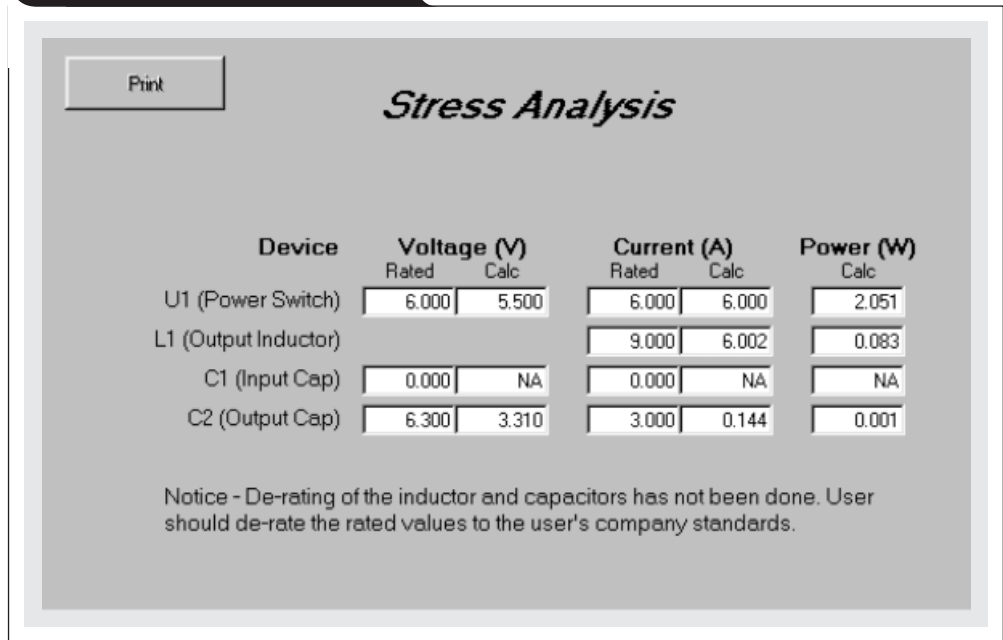 Print
Stress Analysis
Device Voltage (V) Current (A) Power (W)
Rated Calc Rated Calc Calc
U1 (Power Switch) 6.000 5.500 6.000 6.000 2.051
L1 (Output Inductor) 9.000 6.002 0.083
C1 (Input Cap) 0.000 NA 0.000 NA NA
C2 (Output Cap) 6.300 3.310 3.000 0.144 0.001
Notice - De-rating of the inductor and capacitors has not been done. User
should de-rate the rated values to the user's company standards.